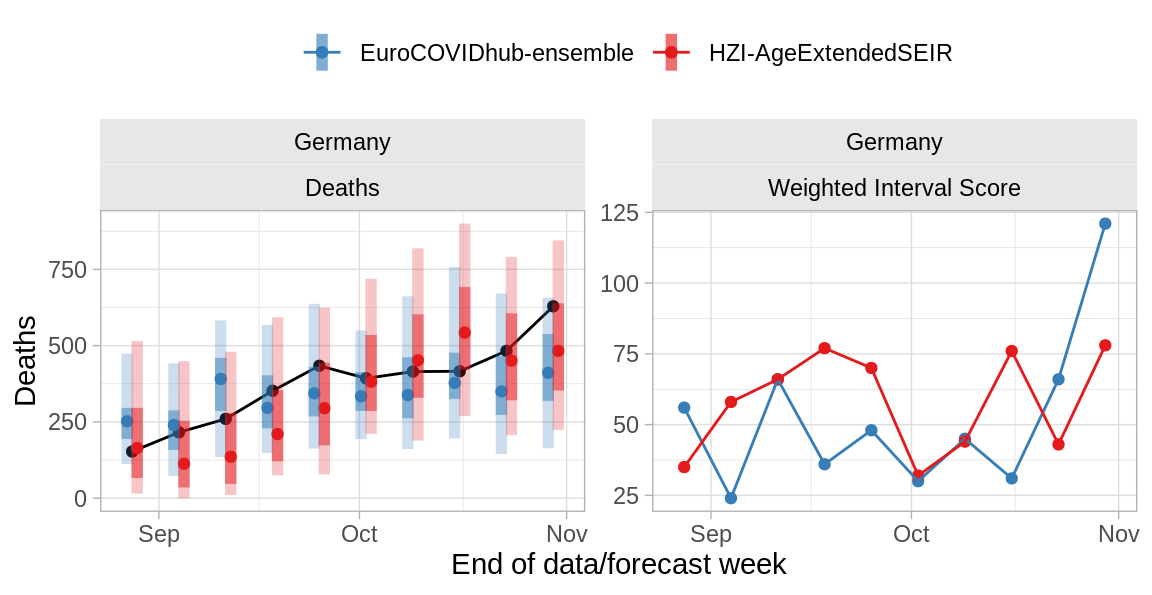 EuroCOVIDhub-ensemble HZI-AgeExtendedSEIR
Germany Germany
Deaths Weighted Interval Score
Deaths
750
500
250
0
Sep Oct Nov
125
100
75
50
25
Sep Oct Nov
End of data/forecast week